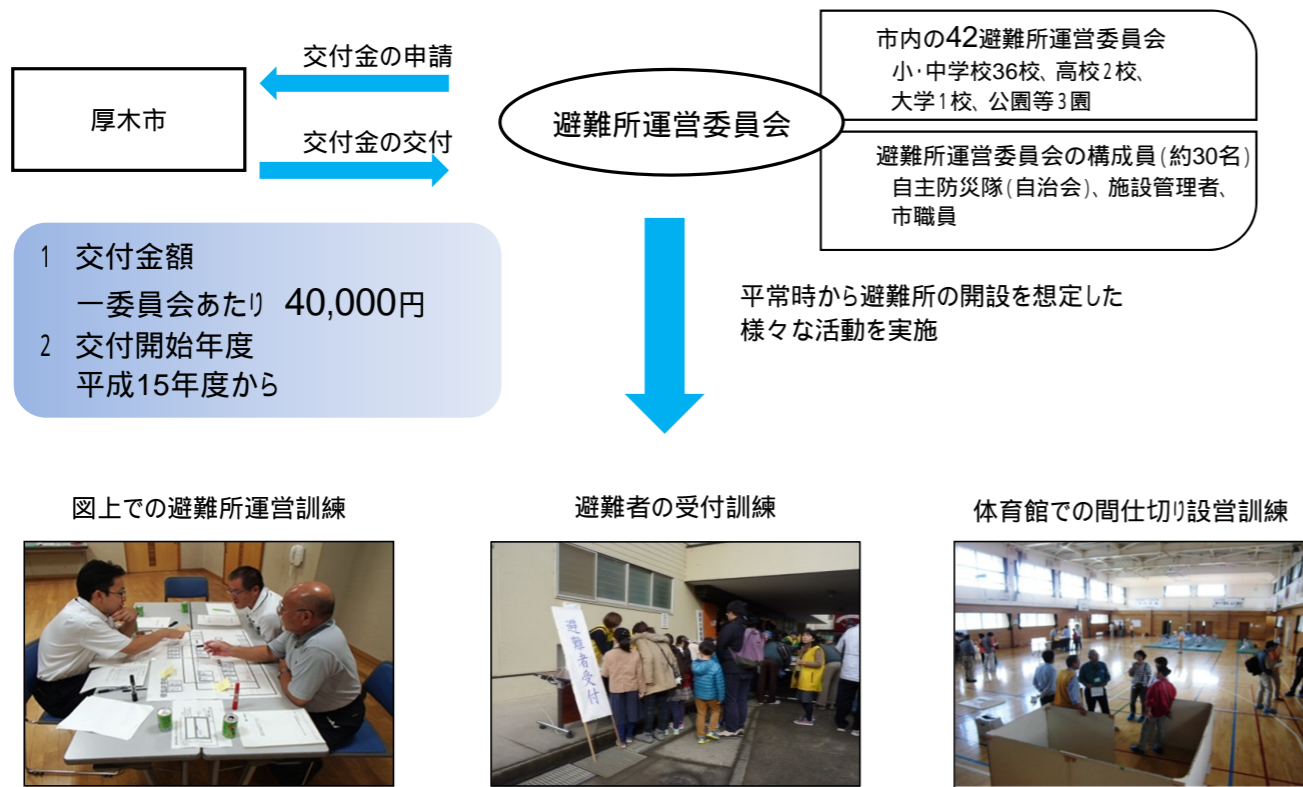 交付金の申請
厚木市
交付金の交付
避難所運営委員会
市内の42避難所運営委員会
小・中学校36校、高校2校、
大学1校、公園等3園
避難所運営委員会の構成員(約30名)
自主防災隊(自治会)、施設管理者、
市職員
1 交付金額
一委員会あたり 40,000円
2 交付開始年度
平成15年度から
平常時から避難所の開設を想定した
様々な活動を実施
図上での避難所運営訓練
避難者の受付訓練
体育館での間仕切り設営訓練
避難者受付